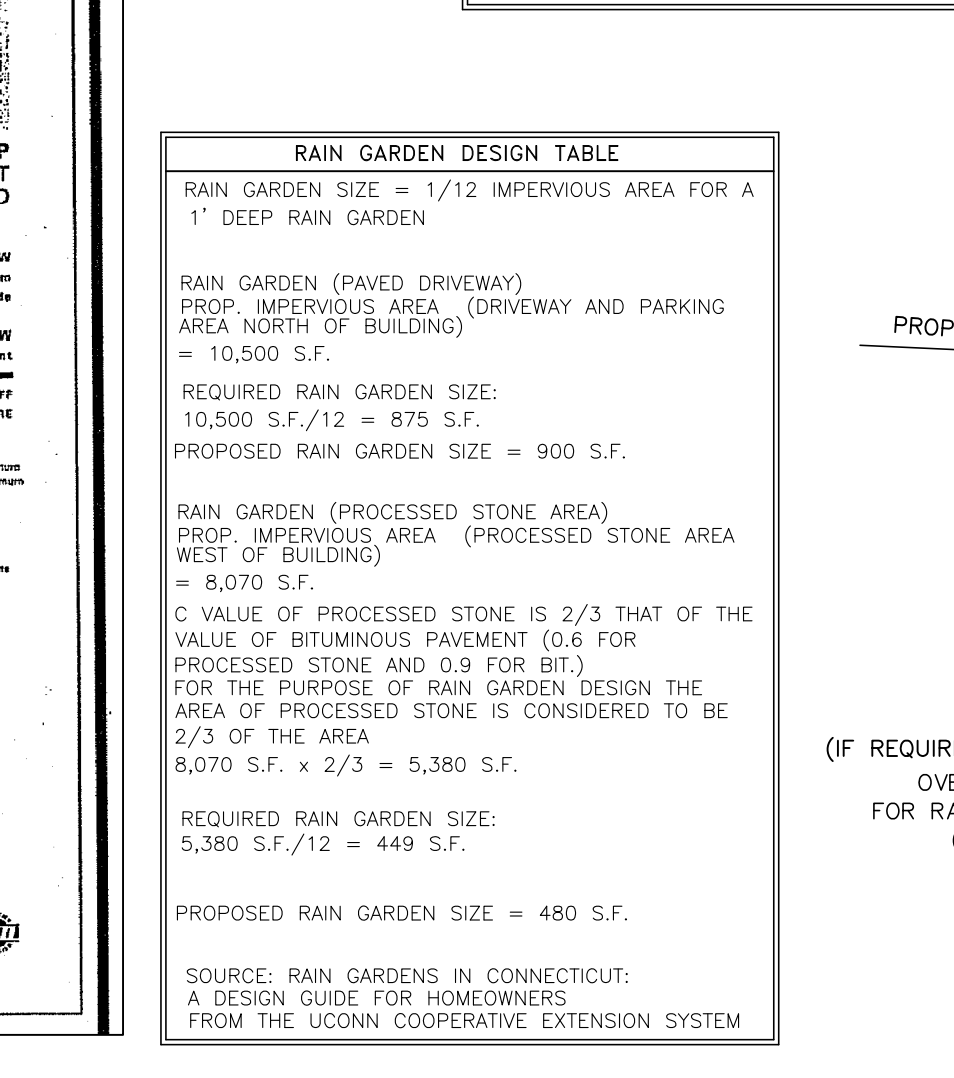 P
T
D
W
W
FF
RAIN GARDEN DESIGN TABLE
RAIN GARDEN SIZE = 1/12 IMPERVIOUS AREA FOR A
1' DEEP RAIN GARDEN
RAIN GARDEN (PAVED DRIVEWAY)
PROP. IMPERVIOUS AREA (DRIVEWAY AND PARKING
AREA NORTH OF BUILDING)
= 10,500 S.F.
REQUIRED RAIN GARDEN SIZE:
10,500 S.F./12 = 875 S.F.
PROPOSED RAIN GARDEN SIZE = 900 S.F.
RAIN GARDEN (PROCESSED STONE AREA)
PROP. IMPERVIOUS AREA (PROCESSED STONE AREA
WEST OF BUILDING)
= 8,070 S.F.
C VALUE OF PROCESSED STONE IS 2/3 THAT OF THE
VALUE OF BITUMINOUS PAVEMENT (0.6 FOR
PROCESSED STONE AND 0.9 FOR BIT.)
FOR THE PURPOSE OF RAIN GARDEN DESIGN THE
AREA OF PROCESSED STONE IS CONSIDERED TO BE
2/3 OF THE AREA
8,070 S.F. x 2/3 = 5,380 S.F.
REQUIRED RAIN GARDEN SIZE:
5,380 S.F./12 = 449 S.F.
PROPOSED RAIN GARDEN SIZE = 480 S.F.
SOURCE: RAIN GARDENS IN CONNECTICUT:
A DESIGN GUIDE FOR HOMEOWNERS
FROM THE UCONN COOPERATIVE EXTENSION SYSTEM
PROP
(IF REQUIR
OVE
FOR RA